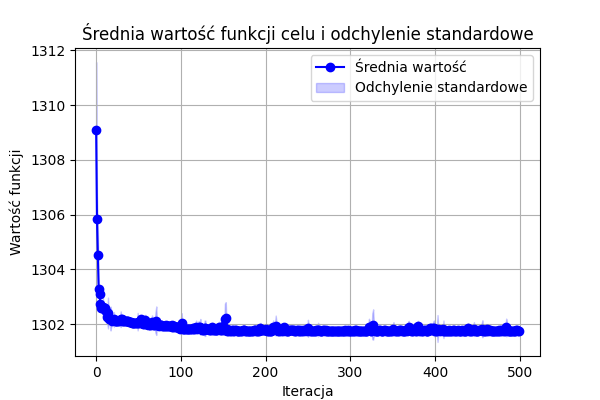 Średnia wartość funkcji celu i odchylenie standardowe
1312
1310
1308
1306
1304
1302
Wartość funkcji
Średnia wartość
Odchylenie standardowe
0 100 200 300 400 500
Iteracja